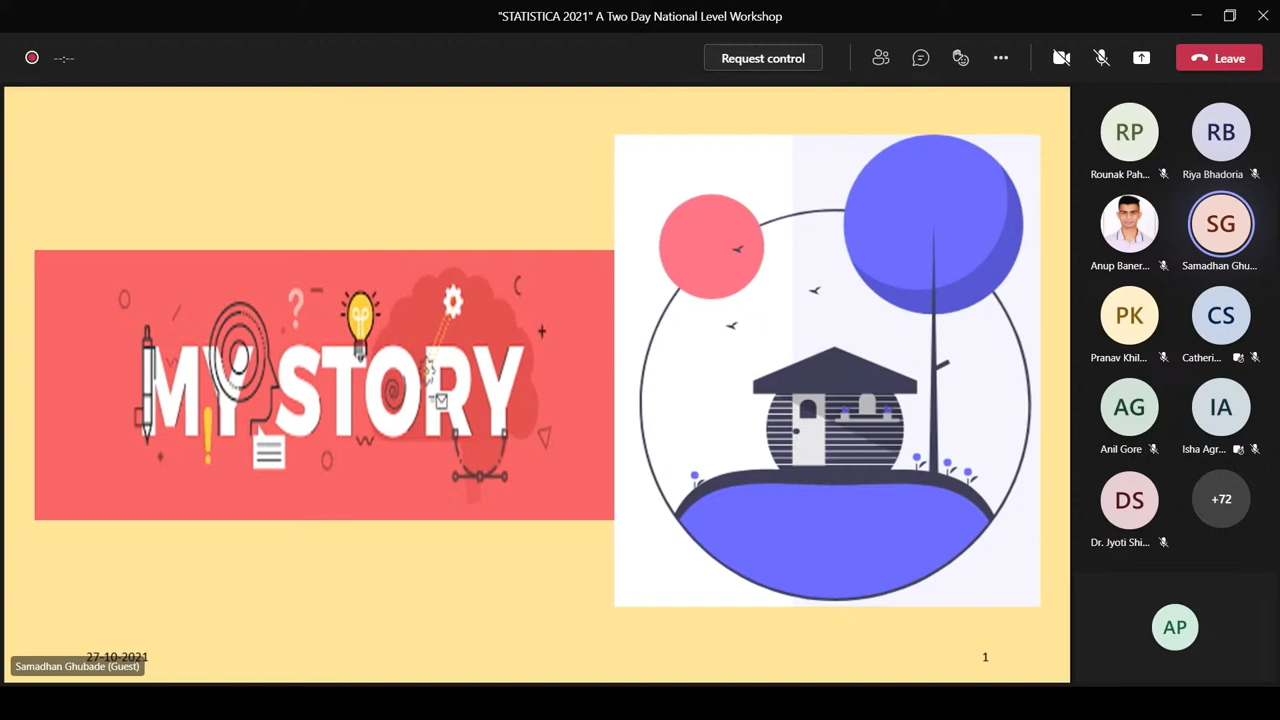 "STATISTICA 2021" A Two Day National Level Workshop
--:--
Request control
Leave
MY STORY
27-10-2021
Samadhan Ghubade (Guest)
1
RP
RB
Rounak Pah...
Riya Bhadoria
SG
Anup Baner...
Samadhan Ghu...
PK
CS
Pranav Khil...
Catheri...
AG
IA
Anil Gore
Isha Agr...
DS
+72
Dr. Jyoti Shi...
AP